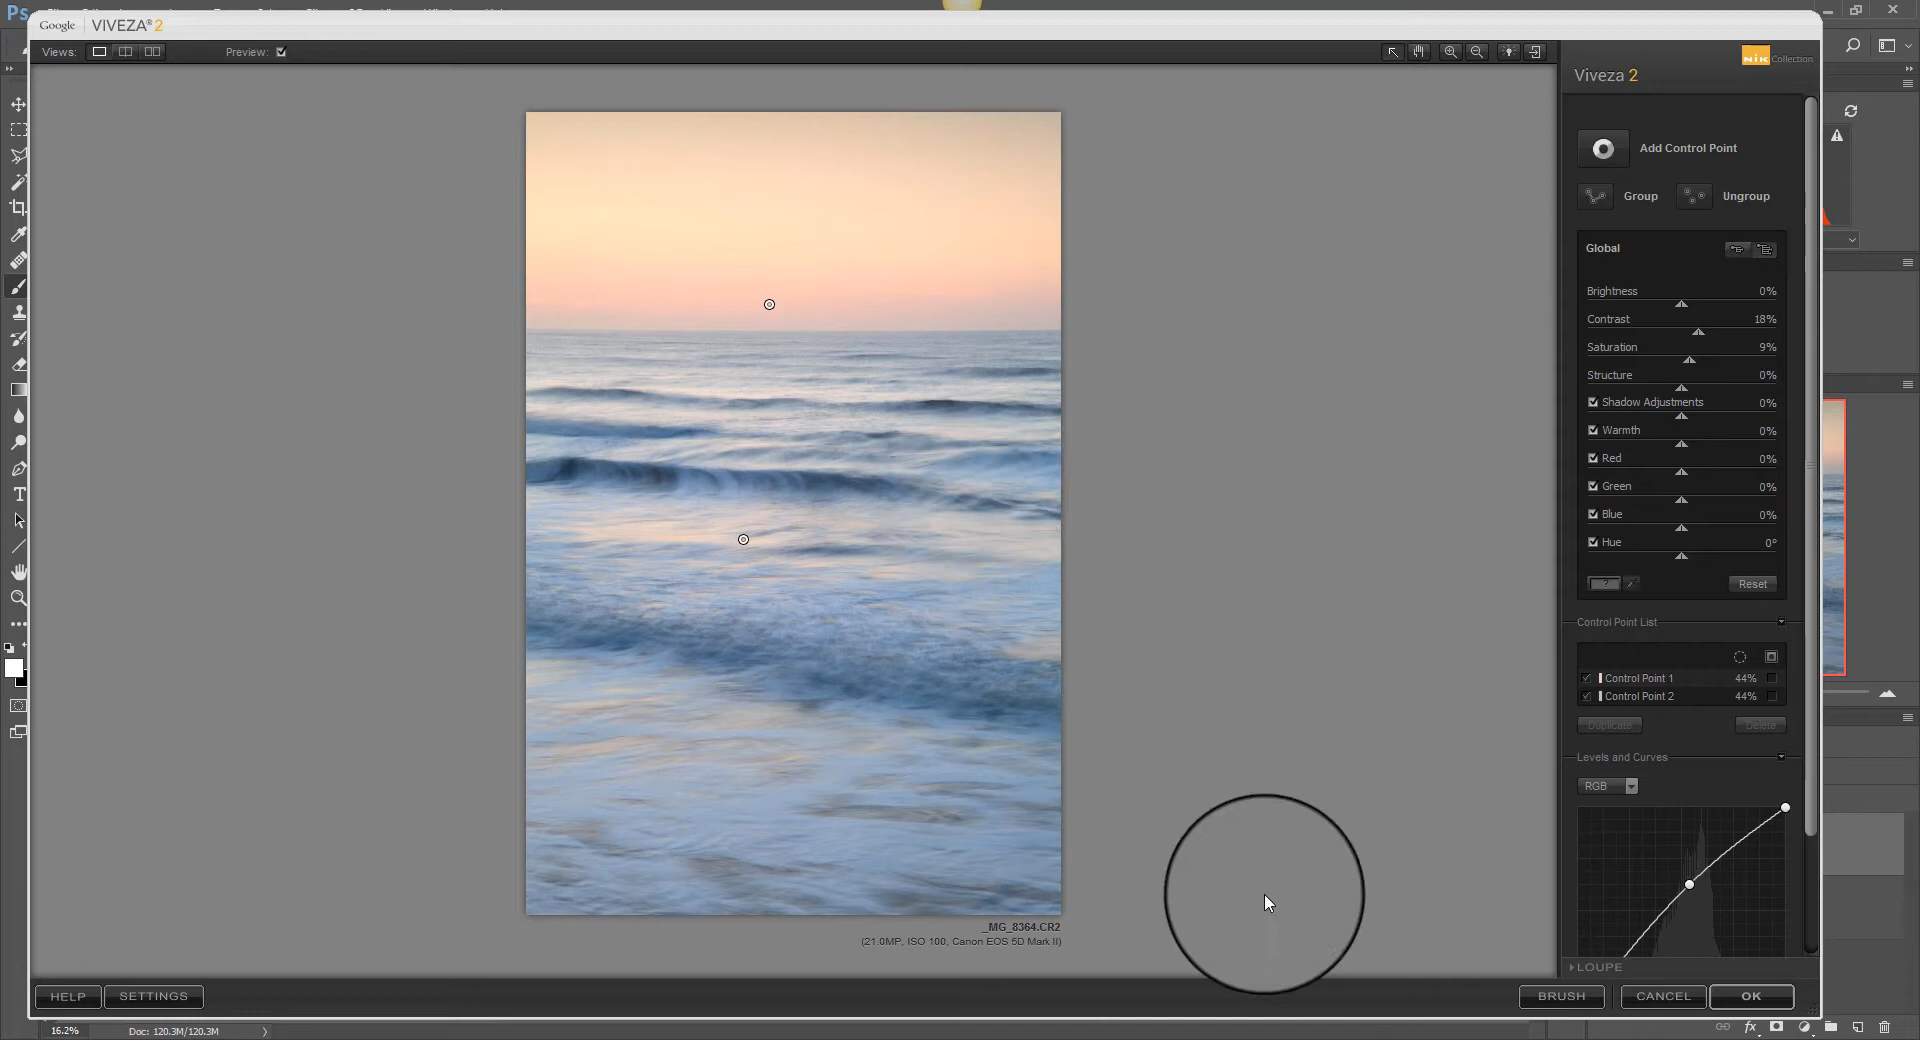 Ps
Google VIVEZA® 2
Views:
Preview:
Nik Collection
Viveza 2
Add Control Point
Group
Ungroup
Global
Brightness 0%
Contrast 18%
Saturation 9%
Structure 0%
Shadow Adjustments 0%
Warmth 0%
Red 0%
Green 0%
Blue 0%
Hue 0°
?
Reset
Control Point List
Control Point 1 44%
Control Point 2 44%
Duplicate
Delete
Levels and Curves
RGB
_MG_8364.CR2
(21.0MP, ISO 100, Canon EOS 5D Mark II)
LOUPE
HELP
SETTINGS
BRUSH
CANCEL
OK
16.2%
Doc: 120.3M/120.3M
fx